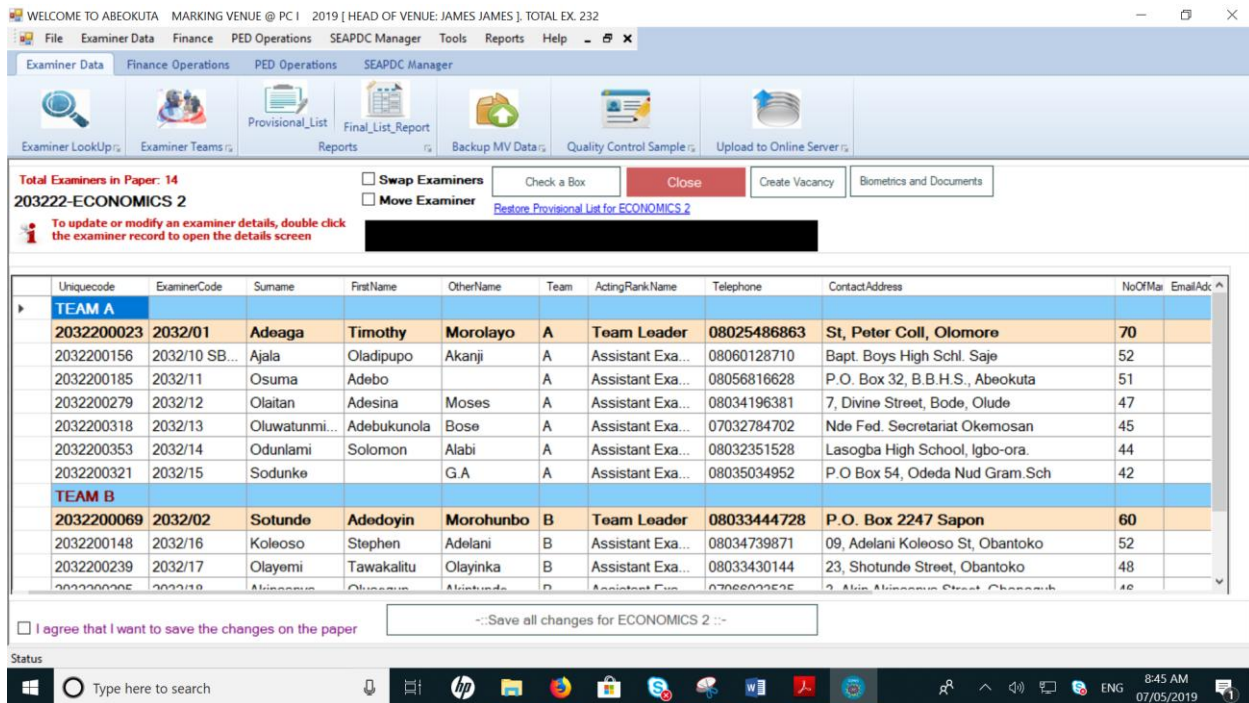 WELCOME TO ABEOKUTA MARKING VENUE @ PC I 2019 [ HEAD OF VENUE: JAMES JAMES ]. TOTAL EX. 232
File Examiner Data Finance PED Operations SEAPDC Manager Tools Reports Help
Examiner Data Finance Operations PED Operations SEAPDC Manager
Provisional_List Final_List_Report
Examiner LookUp Examiner Teams Reports Backup MV Data Quality Control Sample Upload to Online Server
Total Examiners in Paper: 14 Swap Examiners Check a Box Close Create Vacancy Biometrics and Documents
203222-ECONOMICS 2 Move Examiner Restore Provisional List for ECONOMICS 2
To update or modify an examiner details, double click
the examiner record to open the details screen
Uniquecode ExaminerCode Surname FirstName OtherName Team ActingRankName Telephone ContactAddress NoOfMar EmailAdd
TEAM A
2032200023 2032/01 Adeaga Timothy Morolayo A Team Leader 08025486863 St, Peter Coll, Olomore 70
2032200156 2032/10 SB... Ajala Oladipupo Akanji A Assistant Exa... 08060128710 Bapt. Boys High Schl. Saje 52
2032200185 2032/11 Osuma Adebo A Assistant Exa... 08056816628 P.O. Box 32, B.B.H.S., Abeokuta 51
2032200279 2032/12 Olaitan Adesina Moses A Assistant Exa... 08034196381 7, Divine Street, Bode, Olude 47
2032200318 2032/13 Oluwatunmi... Adebukunola Bose A Assistant Exa... 07032784702 Nde Fed. Secretariat Okemosan 45
2032200353 2032/14 Odunlami Solomon Alabi A Assistant Exa... 08032351528 Lasogba High School, Igbo-ora. 44
2032200321 2032/15 Sodunke G.A A Assistant Exa... 08035034952 P.O Box 54, Odeda Nud Gram.Sch 42
TEAM B
2032200069 2032/02 Sotunde Adedoyin Morohunbo B Team Leader 08033444728 P.O. Box 2247 Sapon 60
2032200148 2032/16 Koleoso Stephen Adelani B Assistant Exa... 08034739871 09, Adelani Koleoso St, Obantoko 52
2032200239 2032/17 Olayemi Tawakalitu Olayinka B Assistant Exa... 08033430144 23, Shotunde Street, Obantoko 48
I agree that I want to save the changes on the paper -::Save all changes for ECONOMICS 2 ::-
Status
Type here to search ENG 8:45 AM
07/05/2019